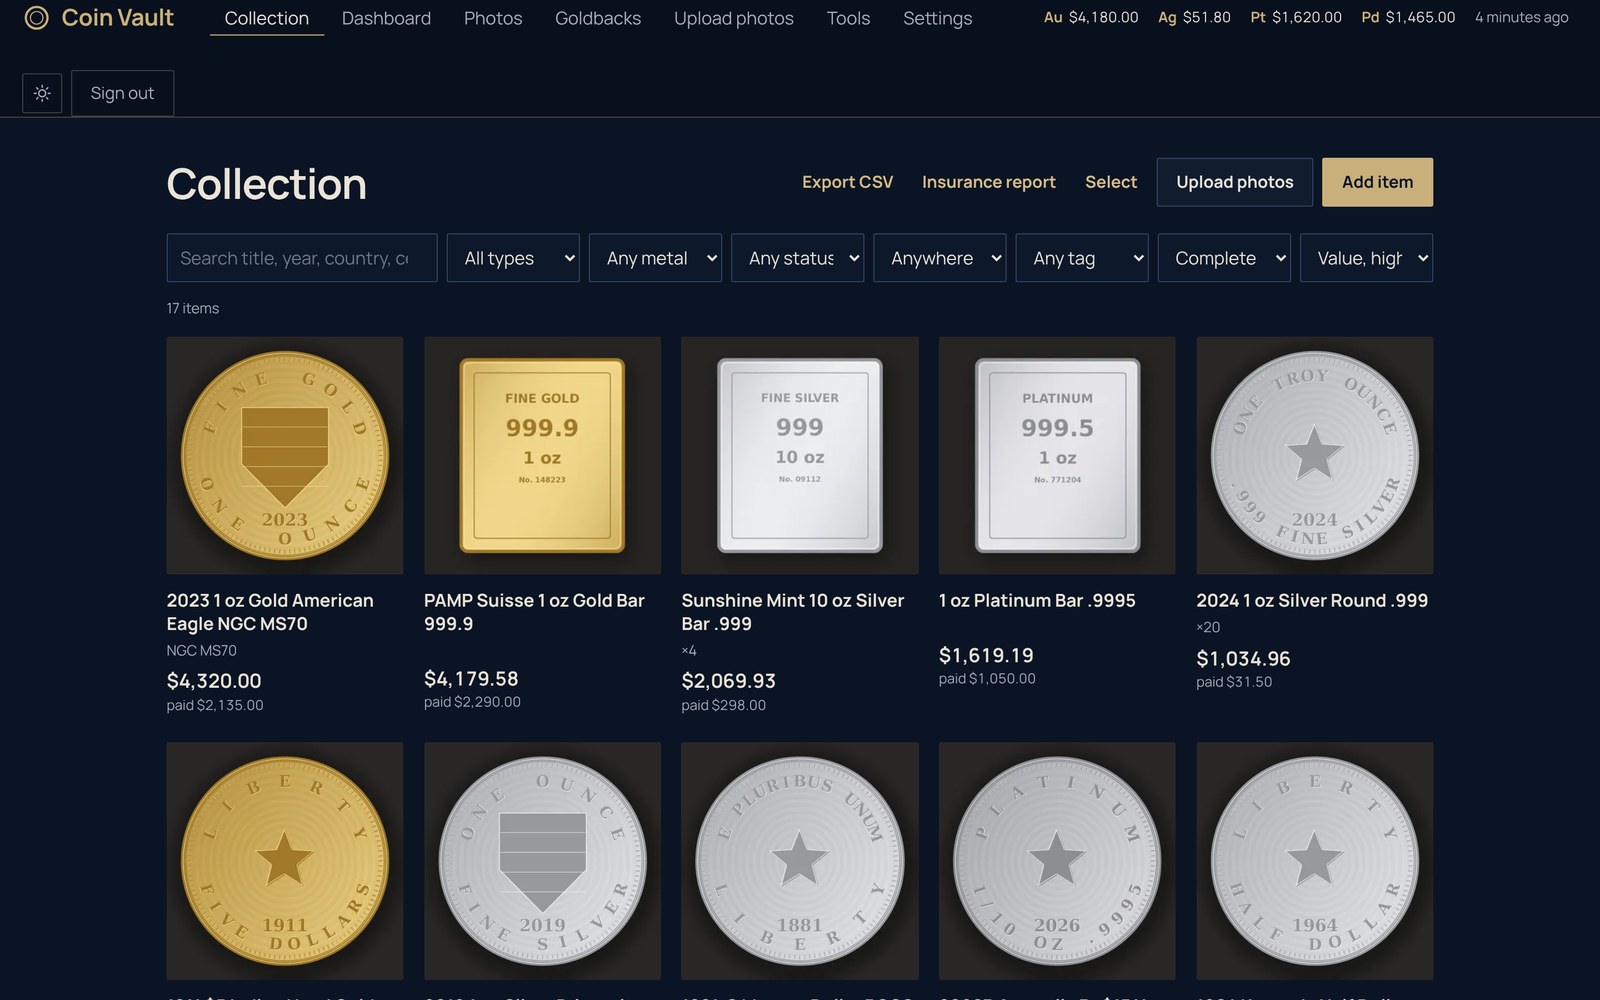 Coin Vault
Collection
Dashboard
Photos
Goldbacks
Upload photos
Tools
Settings
Au $4,180.00 Ag $51.80 Pt $1,620.00 Pd $1,465.00 4 minutes ago
Sign out
Collection
Export CSV
Insurance report
Select
Upload photos
Add item
Search title, year, country, c
All types
Any metal
Any status
Anywhere
Any tag
Complete
Value, high
17 items
FINE GOLD
2023
ONE OUNCE
FINE GOLD
999.9
1 oz
No. 148223
FINE SILVER
999
10 oz
No. 09112
PLATINUM
999.5
1 oz
No. 771204
ONE TROY OUNCE
2024
.999 FINE SILVER
2023 1 oz Gold American
Eagle NGC MS70
NGC MS70
$4,320.00
paid $2,135.00
PAMP Suisse 1 oz Gold Bar
999.9
$4,179.58
paid $2,290.00
Sunshine Mint 10 oz Silver
Bar .999
×4
$2,069.93
paid $298.00
1 oz Platinum Bar .9995
$1,619.19
paid $1,050.00
2024 1 oz Silver Round .999
×20
$1,034.96
paid $31.50
LIBERTY
1911
FIVE DOLLARS
ONE OUNCE
2019
FINE SILVER
E PLURIBUS UNUM
1881
LIBERTY
PLATINUM
2026
1/10 OZ .9995
LIBERTY
1964
HALF DOLLAR